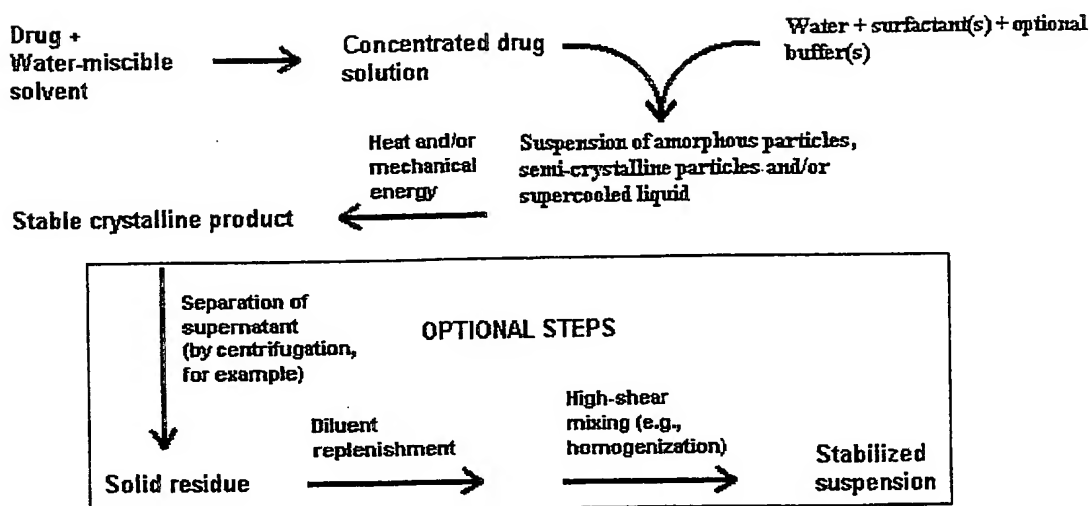 Drug +
Water-miscible
solvent
Concentrated drug
solution
Water + surfactant(s) + optional
buffer(s)
Heat and/or
mechanical
energy
Suspension of amorphous particles,
semi-crystalline particles and/or
supercooled liquid
Stable crystalline product
Separation of
supernatant
(by centrifugation,
for example)
OPTIONAL STEPS
Solid residue
Diluent
replenishment
High-shear
mixing (e.g.,
homogenization)
Stabilized
suspension